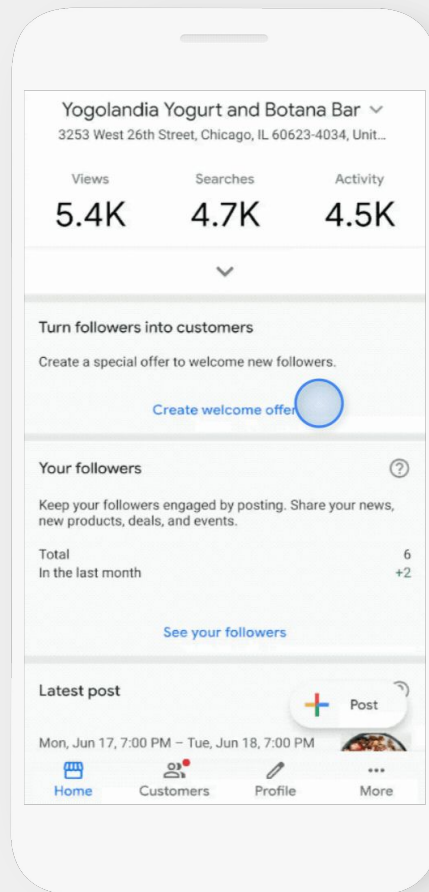 Yogolandia Yogurt and Botana Bar
3253 West 26th Street, Chicago, IL 60623-4034, Unit...
Views Searches Activity
5.4K 4.7K 4.5K
Turn followers into customers
Create a special offer to welcome new followers.
Create welcome offer
Your followers
Keep your followers engaged by posting. Share your news,
new products, deals, and events.
Total 6
In the last month +2
See your followers
Latest post
Post
Mon, Jun 17, 7:00 PM – Tue, Jun 18, 7:00 PM
Home Customers Profile More